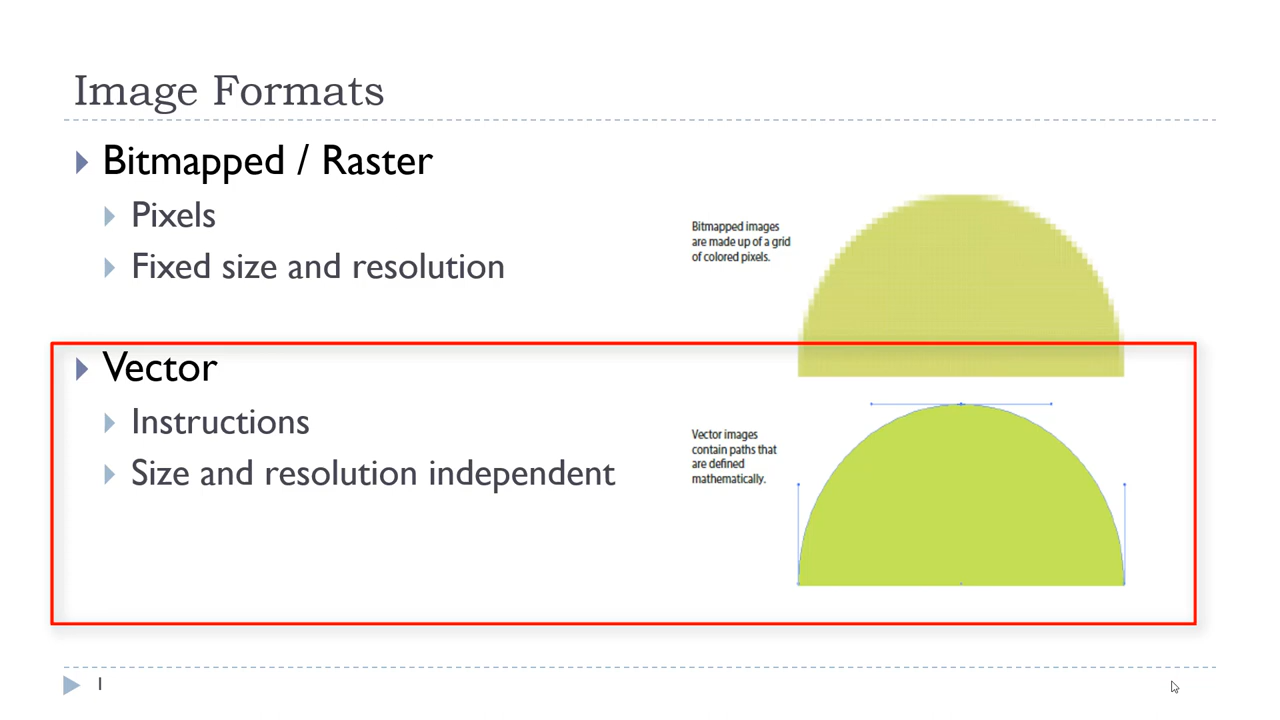 Image Formats
Bitmapped / Raster
Pixels
Fixed size and resolution
Bitmapped images
are made up of a grid
of colored pixels.
Vector
Instructions
Size and resolution independent
Vector images
contain paths that
are defined
mathematically.
1